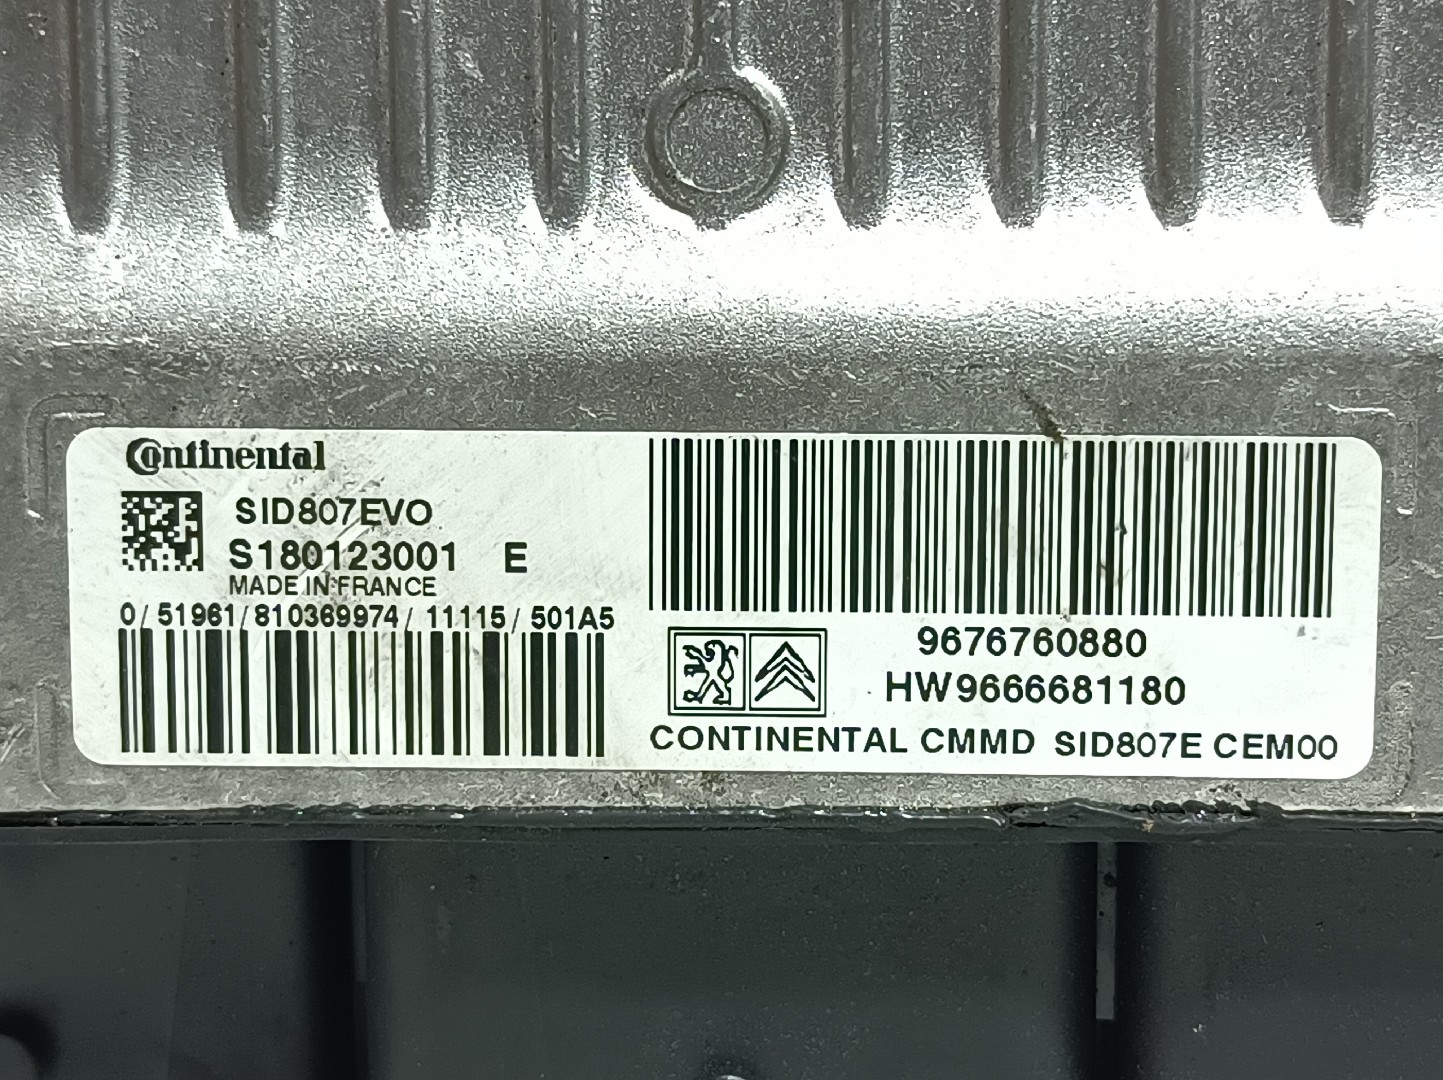 Continental
SID807EVO
S180123001 E
MADE IN FRANCE
0/51961/810369974/11115/501A5
9676760880
HW9666681180
CONTINENTAL CMMD SID807E CEM00